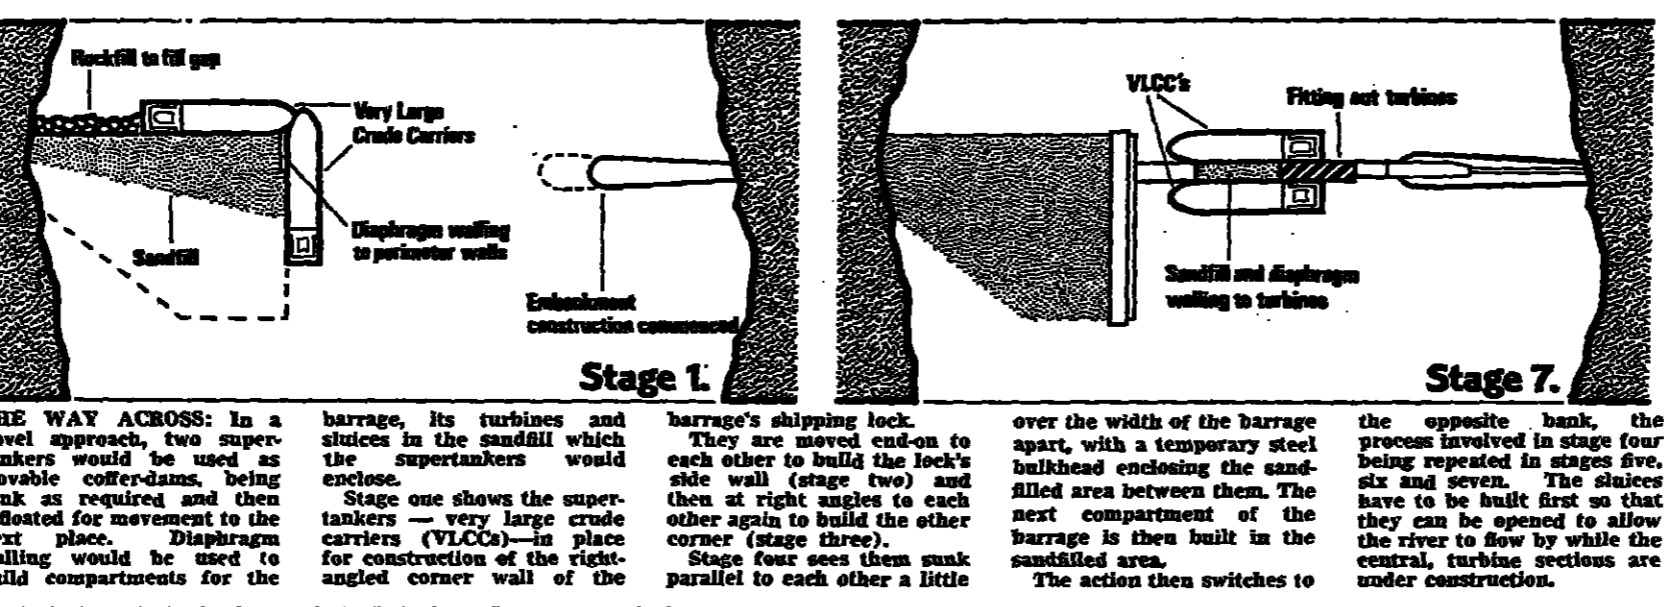 Rockfill to fill gap
Very Large
Crude Carriers
Diaphragm walling
to perimeter walls
Sandfill
Embankment
construction commenced
Stage 1.
VLCC's
Fitting out turbines
Sandfill and diaphragm
walling to turbines
Stage 7.
HE WAY ACROSS: In a
ovel approach, two super-
nkers would be used as
ovable coffer-dams, being
nk as required and then
floated for movement to the
xt place. Diaphragm
alling would be used to
ild compartments for the
barrage, its turbines and
sluices in the sandfill which
the supertankers would
enclose.
Stage one shows the super-
tankers — very large crude
carriers (VLCCs)—in place
for construction of the right-
angled corner wall of the
barrage's shipping lock.
They are moved end-on to
each other to build the lock's
side wall (stage two) and
then at right angles to each
other again to build the other
corner (stage three).
Stage four sees them sunk
parallel to each other a little
over the width of the barrage
apart, with a temporary steel
bulkhead enclosing the sand-
filled area between them. The
next compartment of the
barrage is then built in the
sandfilled area.
The action then switches to
the opposite bank, the
process involved in stage four
being repeated in stages five,
six and seven. The sluices
have to be built first so that
they can be opened to allow
the river to flow by while the
central, turbine sections are
under construction.